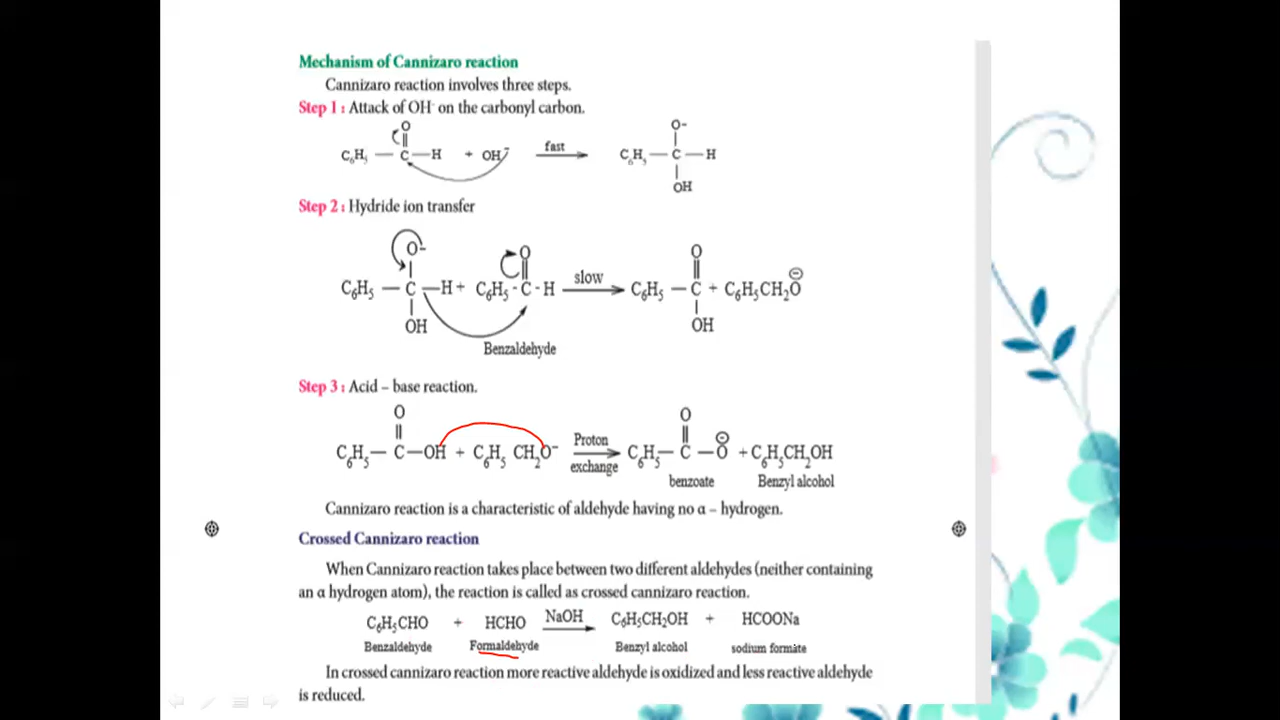 Mechanism of Cannizaro reaction
Cannizaro reaction involves three steps.
Step 1 : Attack of OH⁻ on the carbonyl carbon.
O
C₆H₅ — C — H + OH⁻ fast
O⁻
C₆H₅ — C — H
OH
Step 2 : Hydride ion transfer
O⁻ O O
C₆H₅ — C — H + C₆H₅ - C - H slow C₆H₅ — C + C₆H₅CH₂O⊖
OH OH
Benzaldehyde
Step 3 : Acid – base reaction.
O O
C₆H₅ — C — OH + C₆H₅ CH₂O⁻ Proton exchange C₆H₅ — C — O⊖ + C₆H₅CH₂OH
benzoate Benzyl alcohol
Cannizaro reaction is a characteristic of aldehyde having no α – hydrogen.
Crossed Cannizaro reaction
When Cannizaro reaction takes place between two different aldehydes (neither containing
an α hydrogen atom), the reaction is called as crossed cannizaro reaction.
C₆H₅CHO + HCHO NaOH C₆H₅CH₂OH + HCOONa
Benzaldehyde Formaldehyde Benzyl alcohol sodium formate
In crossed cannizaro reaction more reactive aldehyde is oxidized and less reactive aldehyde
is reduced.